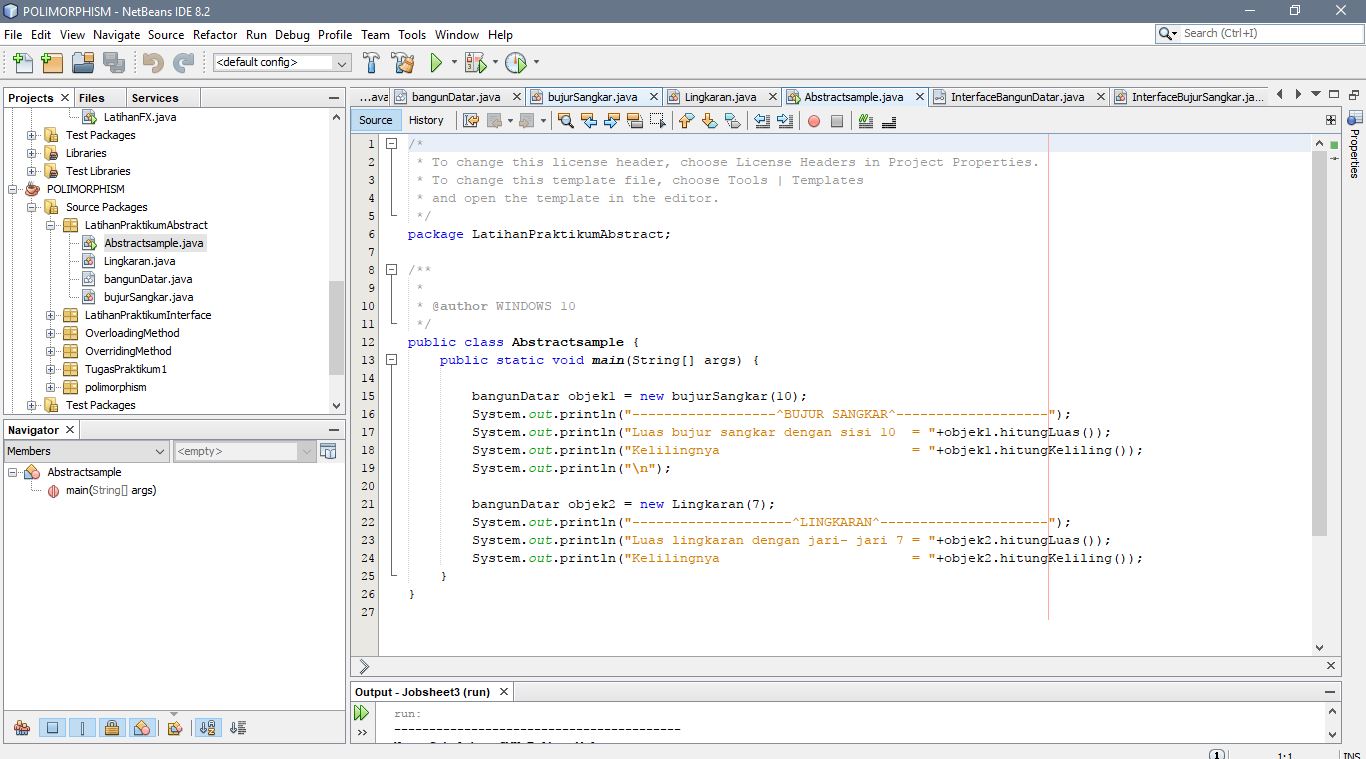 POLIMORPHISM - NetBeans IDE 8.2
File Edit View Navigate Source Refactor Run Debug Profile Team Tools Window Help
Search (Ctrl+I)
<default config>
Projects Files Services
LatihanFX.java
Test Packages
Libraries
Test Libraries
POLIMORPHISM
Source Packages
LatihanPraktikumAbstract
Abstractsample.java
Lingkaran.java
bangunDatar.java
bujurSangkar.java
LatihanPraktikumInterface
OverloadingMethod
OverridingMethod
TugasPraktikum1
polimorphism
Test Packages
Navigator
Members <empty>
Abstractsample
main(String[] args)
...ava bangunDatar.java bujurSangkar.java Lingkaran.java Abstractsample.java InterfaceBangunDatar.java InterfaceBujurSangkar.ja...
Source History
Properties
1 /*
2 * To change this license header, choose License Headers in Project Properties.
3 * To change this template file, choose Tools | Templates
4 * and open the template in the editor.
5 */
6 package LatihanPraktikumAbstract;
7
8 /**
9 *
10 * @author WINDOWS 10
11 */
12 public class Abstractsample {
13 public static void main(String[] args) {
14
15 bangunDatar objek1 = new bujurSangkar(10);
16 System.out.println("------------------^BUJUR SANGKAR^-------------------");
17 System.out.println("Luas bujur sangkar dengan sisi 10  = "+objek1.hitungLuas());
18 System.out.println("Kelilingnya                        = "+objek1.hitungKeliling());
19 System.out.println("\n");
20
21 bangunDatar objek2 = new Lingkaran(7);
22 System.out.println("--------------------^LINGKARAN^---------------------");
23 System.out.println("Luas lingkaran dengan jari- jari 7 = "+objek2.hitungLuas());
24 System.out.println("Kelilingnya                        = "+objek2.hitungKeliling());
25 }
26 }
27
Output - Jobsheet3 (run)
run:
-----------------------------------------
1 1:1 INS